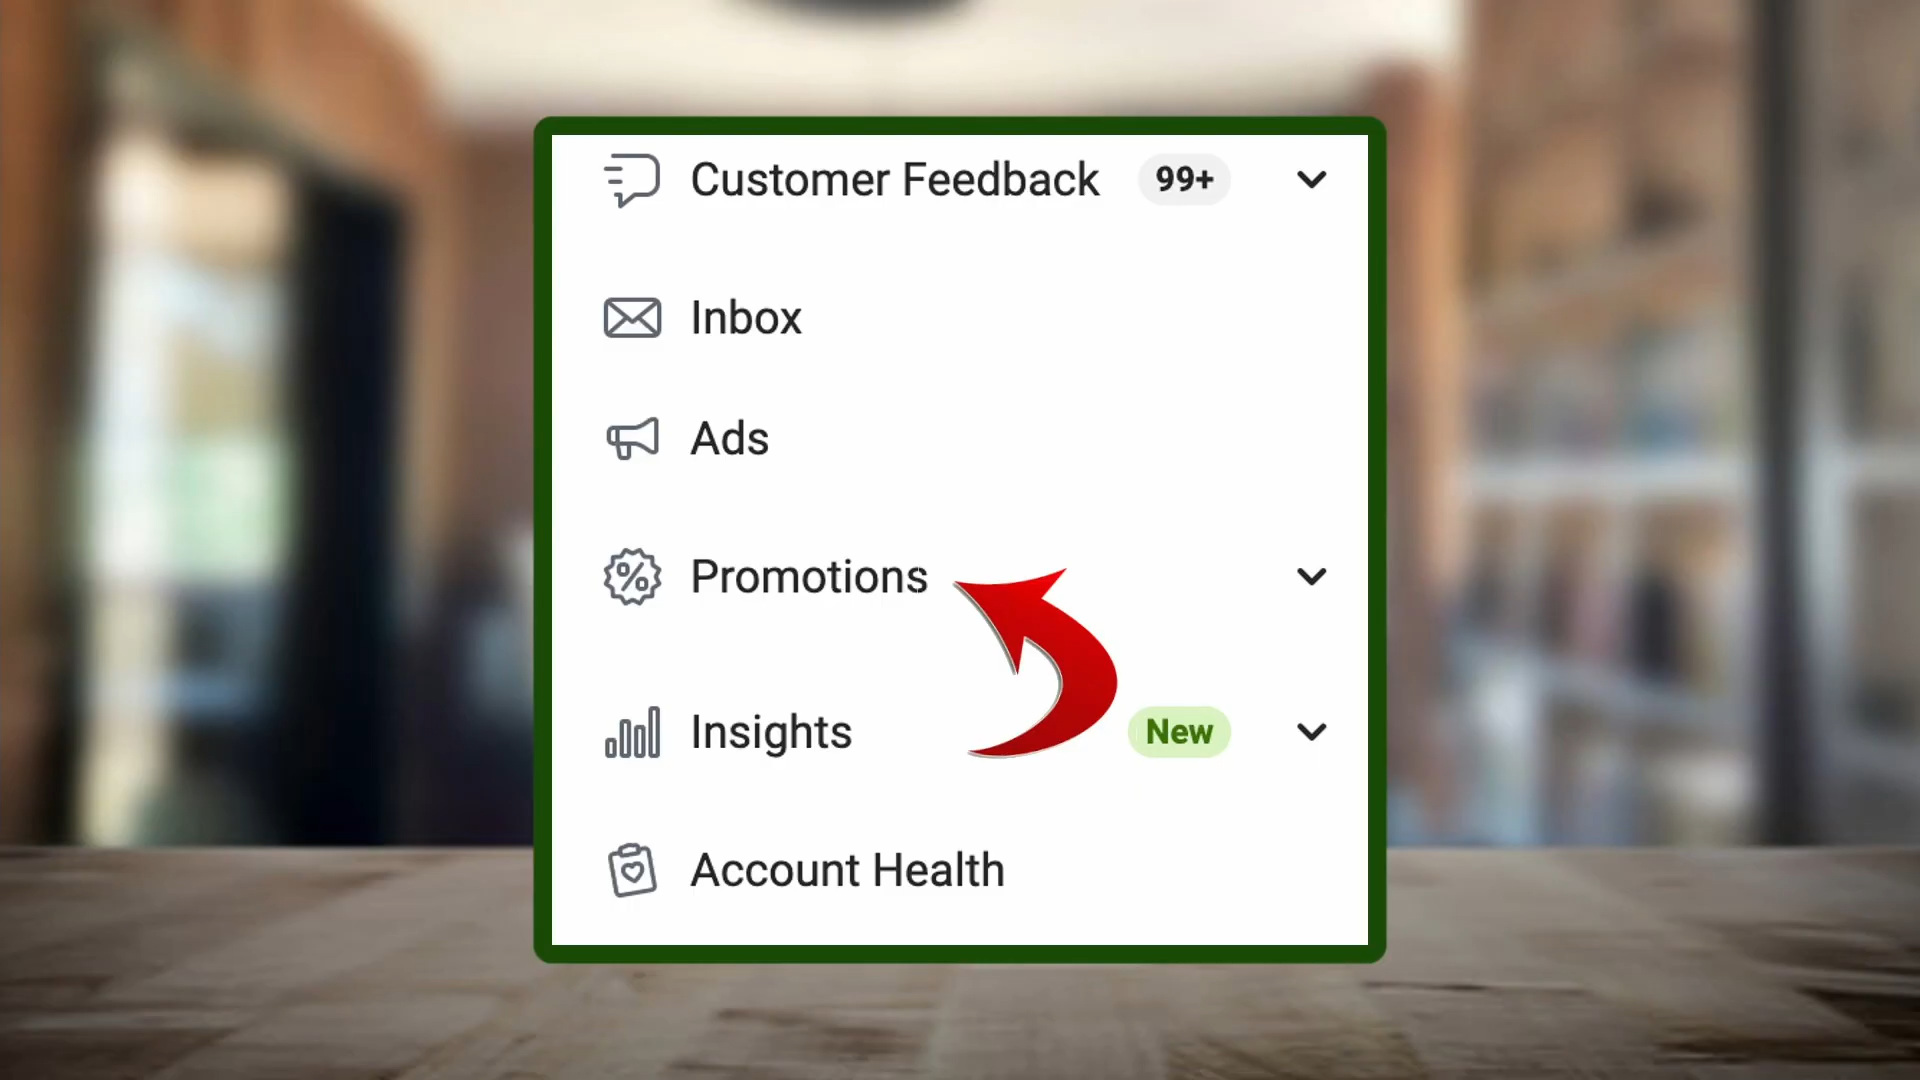 Customer Feedback 99+
Inbox
Ads
Promotions
Insights New
Account Health